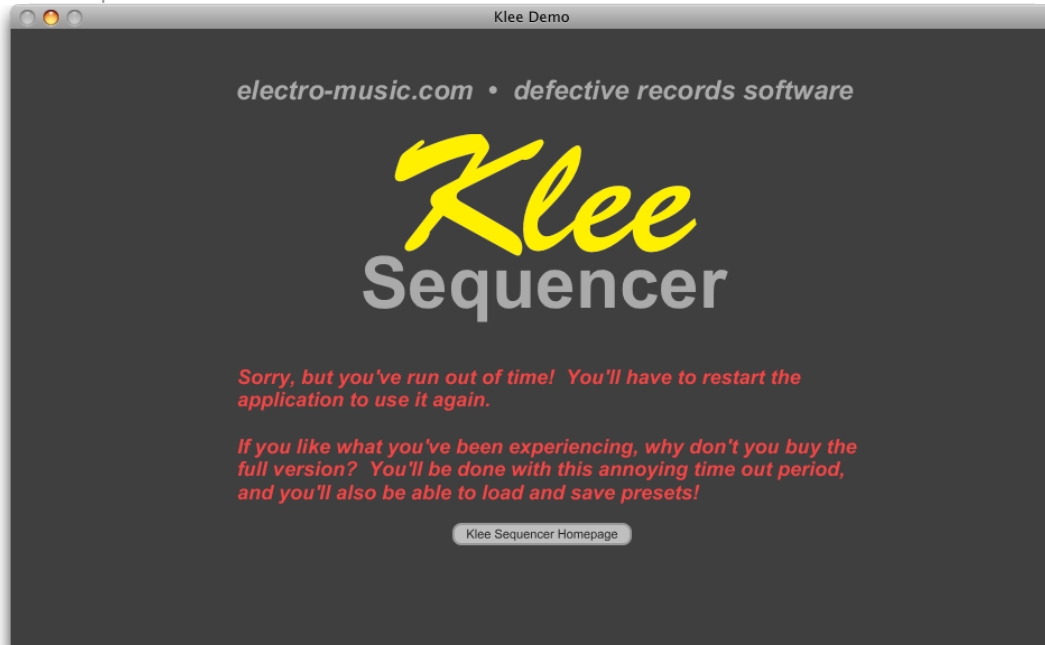 Klee Demo
electro-music.com • defective records software
Klee
Sequencer
Sorry, but you've run out of time!  You'll have to restart the
application to use it again.
If you like what you've been experiencing, why don't you buy the
full version?  You'll be done with this annoying time out period,
and you'll also be able to load and save presets!
Klee Sequencer Homepage